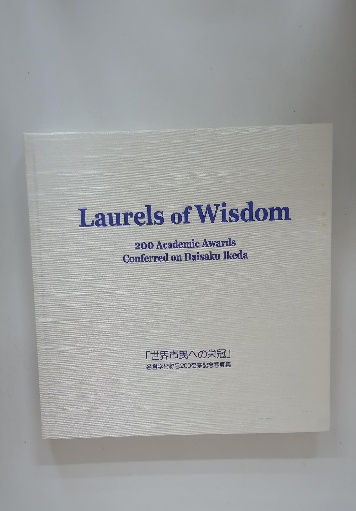 Laurels of Wisdom
200 Academic Awards
Conferred on Daisaku Ikeda
「世界市民への栄冠」